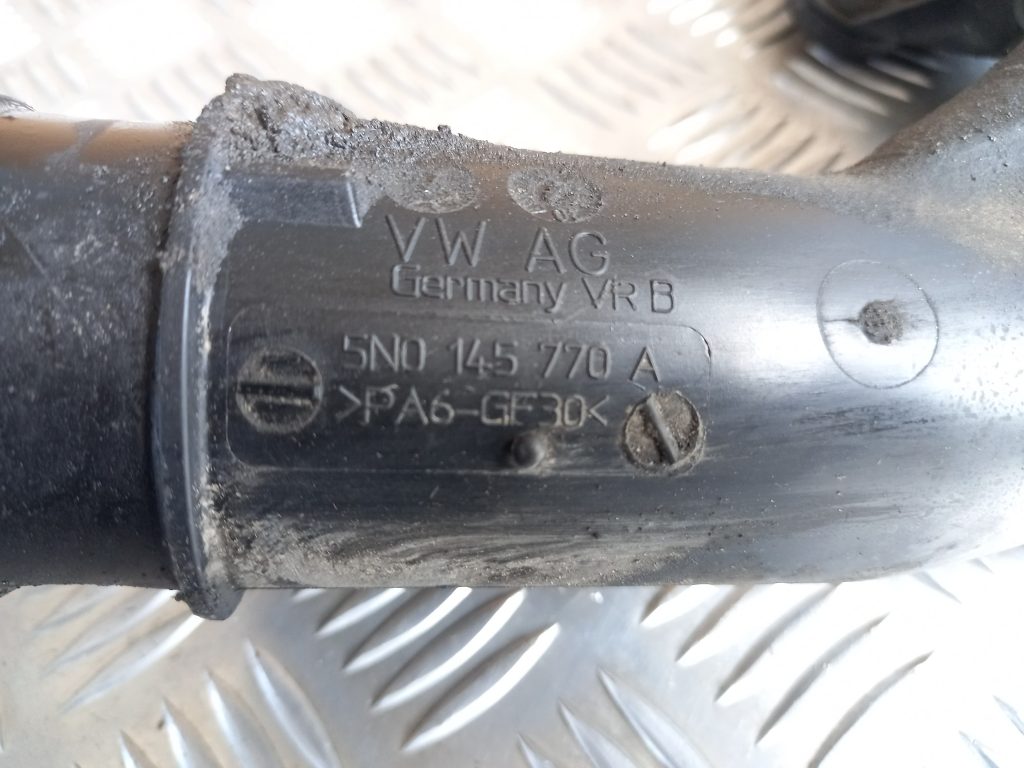 VW AG
Germany VR B
5N0 145 770 A
>PA6-GF30<